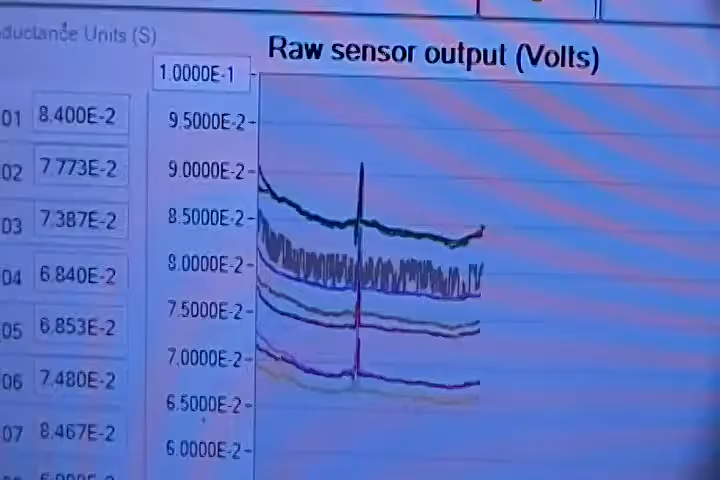 ductance Units (S)
Raw sensor output (Volts)
1.0000E-1
01 8.400E-2
9.5000E-2
02 7.773E-2
9.0000E-2
03 7.387E-2
8.5000E-2
04 6.840E-2
8.0000E-2
05 6.853E-2
7.5000E-2
06 7.480E-2
7.0000E-2
07 8.467E-2
6.5000E-2
6.0000E-2